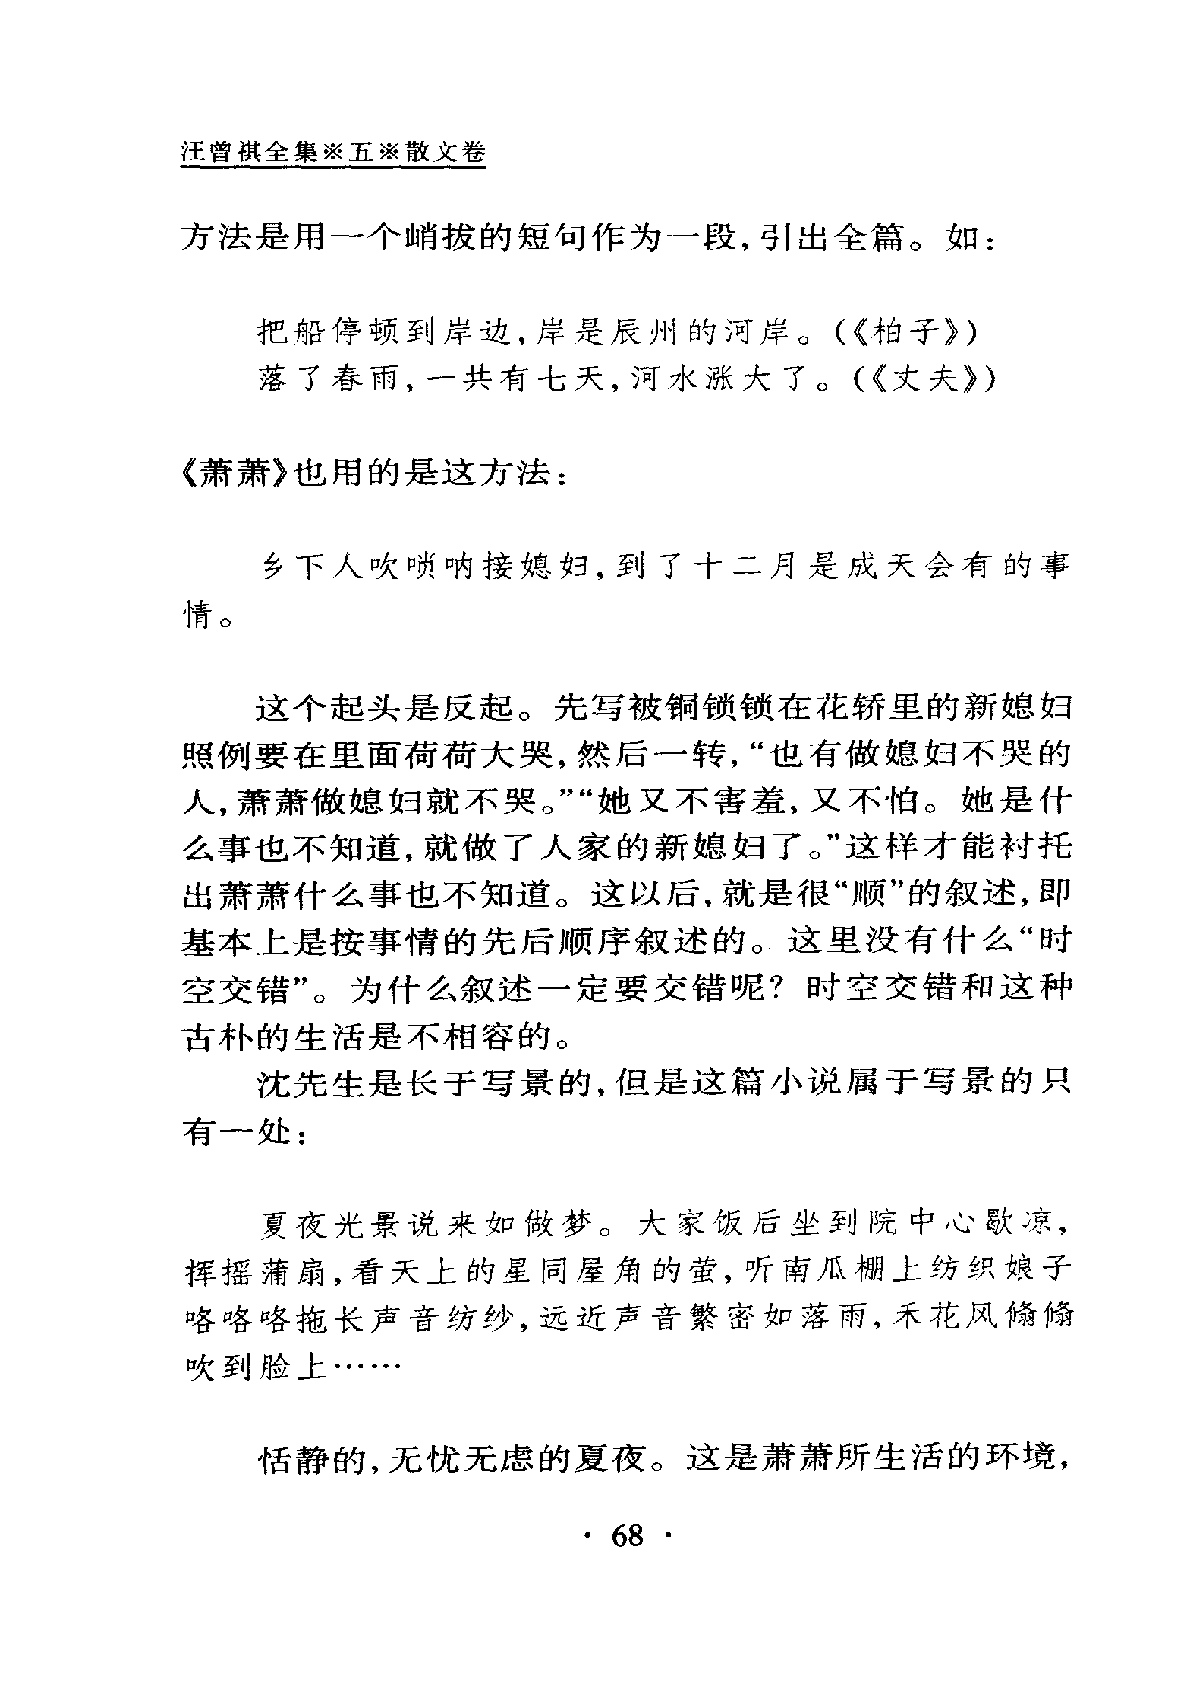 汪曾祺全集※五※散文卷
方法是用一个峭拔的短句作为一段，引出全篇。如：
把船停顿到岸边，岸是辰州的河岸。（《柏子》）
落了春雨，一共有七天，河水涨大了。（《丈夫》）
《萧萧》也用的是这方法：
乡下人吹唢呐接媳妇，到了十二月是成天会有的事
情。
这个起头是反起。先写被铜锁锁在花轿里的新媳妇
照例要在里面荷荷大哭，然后一转，“也有做媳妇不哭的
人，萧萧做媳妇就不哭。”“她又不害羞，又不怕。她是什
么事也不知道，就做了人家的新媳妇了。”这样才能衬托
出萧萧什么事也不知道。这以后，就是很“顺”的叙述，即
基本上是按事情的先后顺序叙述的。这里没有什么“时
空交错”。为什么叙述一定要交错呢？时空交错和这种
古朴的生活是不相容的。
沈先生是长于写景的，但是这篇小说属于写景的只
有一处：
夏夜光景说来如做梦。大家饭后坐到院中心歇凉，
挥摇蒲扇，看天上的星同屋角的萤，听南瓜棚上纺织娘子
咯咯咯拖长声音纺纱，远近声音繁密如落雨，禾花风翛翛
吹到脸上……
恬静的，无忧无虑的夏夜。这是萧萧所生活的环境，
· 68 ·